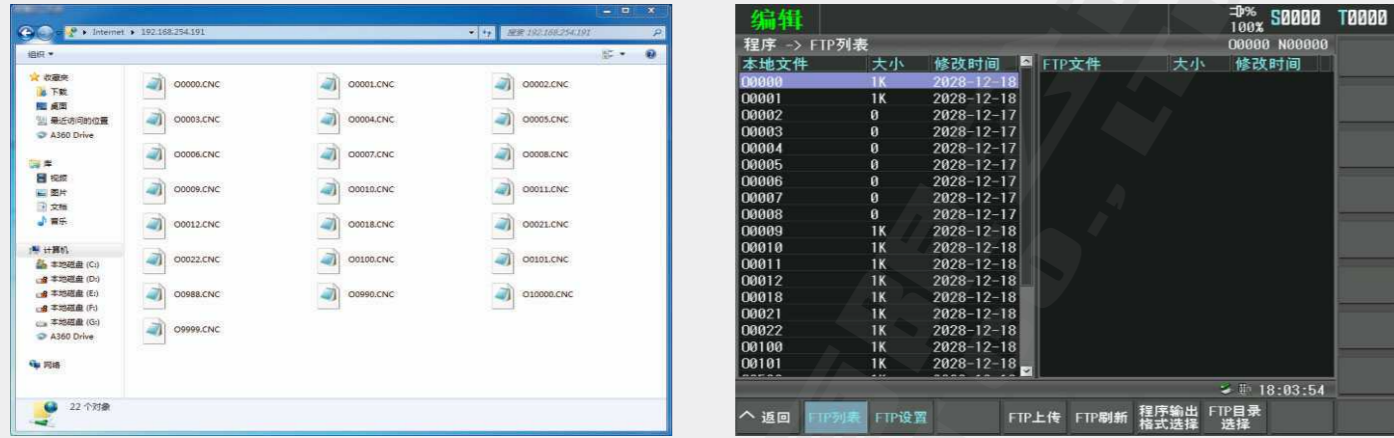 Internet ▸ 192.168.254.191
搜索 192.168.254.191
组织
收藏夹
下载
桌面
最近访问的位置
A360 Drive
库
视频
图片
文档
音乐
计算机
本地磁盘 (C:)
本地磁盘 (D:)
本地磁盘 (E:)
本地磁盘 (F:)
本地磁盘 (G:)
A360 Drive
网络
O0000.CNC O0001.CNC O0002.CNC
O0003.CNC O0004.CNC O0005.CNC
O0006.CNC O0007.CNC O0008.CNC
O0009.CNC O0010.CNC O0011.CNC
O0012.CNC O0018.CNC O0021.CNC
O0022.CNC O0100.CNC O0101.CNC
O0988.CNC O0990.CNC O10000.CNC
O9999.CNC
22 个对象
编辑 % 100% S0000 T0000
程序 -> FTP列表 O0000 N00000
本地文件 大小 修改时间 FTP文件 大小 修改时间
O0000 1K 2028-12-18
O0001 1K 2028-12-18
O0002 0 2028-12-17
O0003 0 2028-12-17
O0004 0 2028-12-17
O0005 0 2028-12-17
O0006 0 2028-12-17
O0007 0 2028-12-17
O0008 0 2028-12-17
O0009 1K 2028-12-18
O0010 1K 2028-12-18
O0011 1K 2028-12-18
O0012 1K 2028-12-18
O0018 1K 2028-12-18
O0021 1K 2028-12-18
O0022 1K 2028-12-18
O0100 1K 2028-12-18
O0101 1K 2028-12-18
18:03:54
返回 FTP列表 FTP设置 FTP上传 FTP刷新 程序输出 FTP目录
格式选择 选择